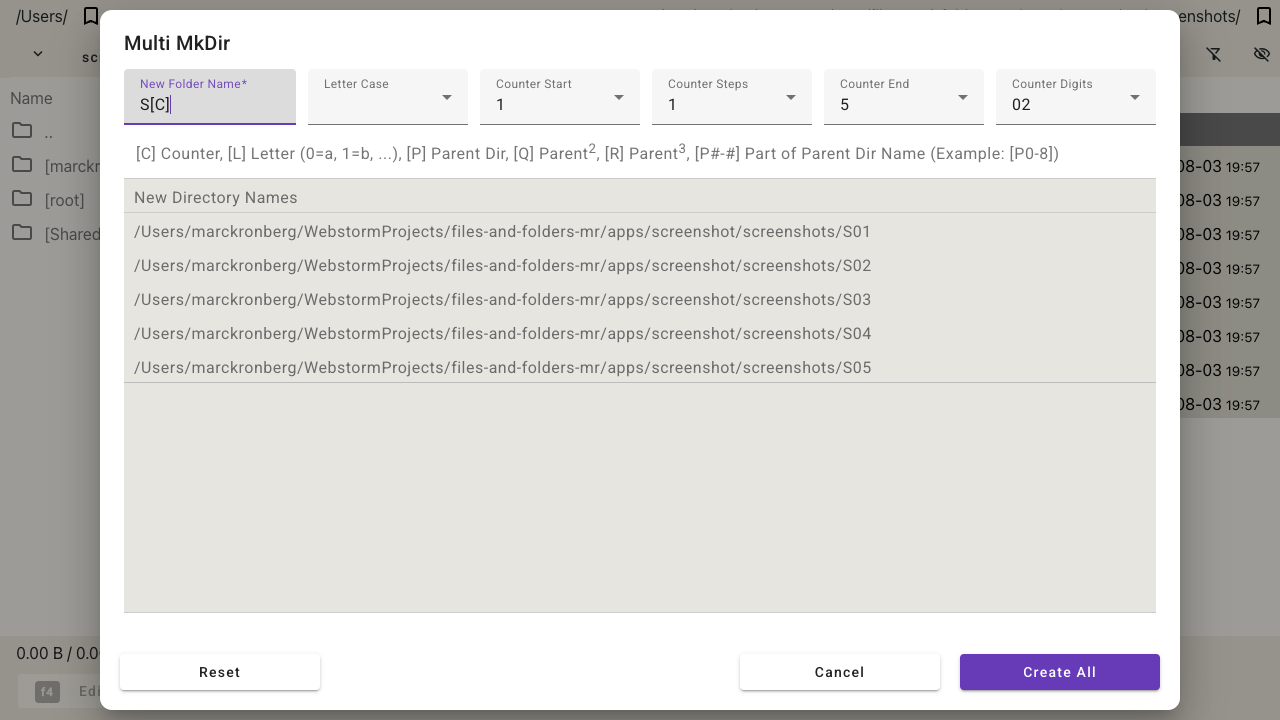 /Users/
enshots/
Multi MkDir
New Folder Name*
S[C]
Letter Case
Counter Start
1
Counter Steps
1
Counter End
5
Counter Digits
02
[C] Counter, [L] Letter (0=a, 1=b, ...), [P] Parent Dir, [Q] Parent2, [R] Parent3, [P#-#] Part of Parent Dir Name (Example: [P0-8])
New Directory Names
/Users/marckronberg/WebstormProjects/files-and-folders-mr/apps/screenshot/screenshots/S01
/Users/marckronberg/WebstormProjects/files-and-folders-mr/apps/screenshot/screenshots/S02
/Users/marckronberg/WebstormProjects/files-and-folders-mr/apps/screenshot/screenshots/S03
/Users/marckronberg/WebstormProjects/files-and-folders-mr/apps/screenshot/screenshots/S04
/Users/marckronberg/WebstormProjects/files-and-folders-mr/apps/screenshot/screenshots/S05
Reset
Cancel
Create All
sc
Name
..
[marckr
[root]
[Shared
08-03 19:57
08-03 19:57
08-03 19:57
08-03 19:57
08-03 19:57
08-03 19:57
08-03 19:57
08-03 19:57
0.00 B / 0.0
f4 Edi